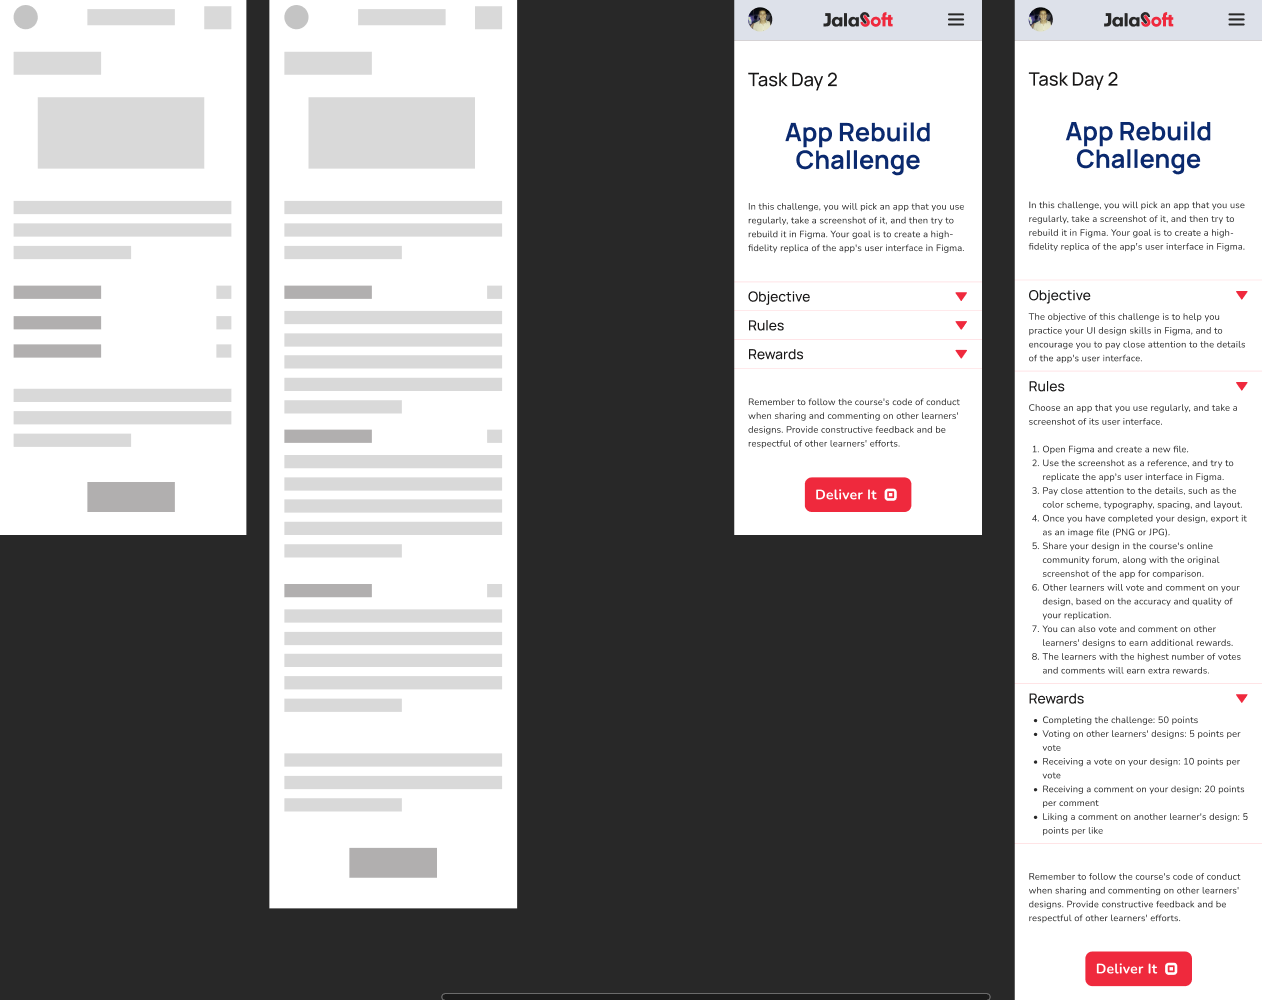 JalaSoft
Task Day 2
App Rebuild
Challenge
In this challenge, you will pick an app that you use
regularly, take a screenshot of it, and then try to
rebuild it in Figma. Your goal is to create a high-
fidelity replica of the app's user interface in Figma.
Objective
Rules
Rewards
Remember to follow the course's code of conduct
when sharing and commenting on other learners'
designs. Provide constructive feedback and be
respectful of other learners' efforts.
Deliver It
JalaSoft
Task Day 2
App Rebuild
Challenge
In this challenge, you will pick an app that you use
regularly, take a screenshot of it, and then try to
rebuild it in Figma. Your goal is to create a high-
fidelity replica of the app's user interface in Figma.
Objective
The objective of this challenge is to help you
practice your UI design skills in Figma, and to
encourage you to pay close attention to the details
of the app's user interface.
Rules
Choose an app that you use regularly, and take a
screenshot of its user interface.
1. Open Figma and create a new file.
2. Use the screenshot as a reference, and try to
replicate the app's user interface in Figma.
3. Pay close attention to the details, such as the
color scheme, typography, spacing, and layout.
4. Once you have completed your design, export it
as an image file (PNG or JPG).
5. Share your design in the course's online
community forum, along with the original
screenshot of the app for comparison.
6. Other learners will vote and comment on your
design, based on the accuracy and quality of
your replication.
7. You can also vote and comment on other
learners' designs to earn additional rewards.
8. The learners with the highest number of votes
and comments will earn extra rewards.
Rewards
• Completing the challenge: 50 points
• Voting on other learners' designs: 5 points per
vote
• Receiving a vote on your design: 10 points per
vote
• Receiving a comment on your design: 20 points
per comment
• Liking a comment on another learner's design: 5
points per like
Remember to follow the course's code of conduct
when sharing and commenting on other learners'
designs. Provide constructive feedback and be
respectful of other learners' efforts.
Deliver It